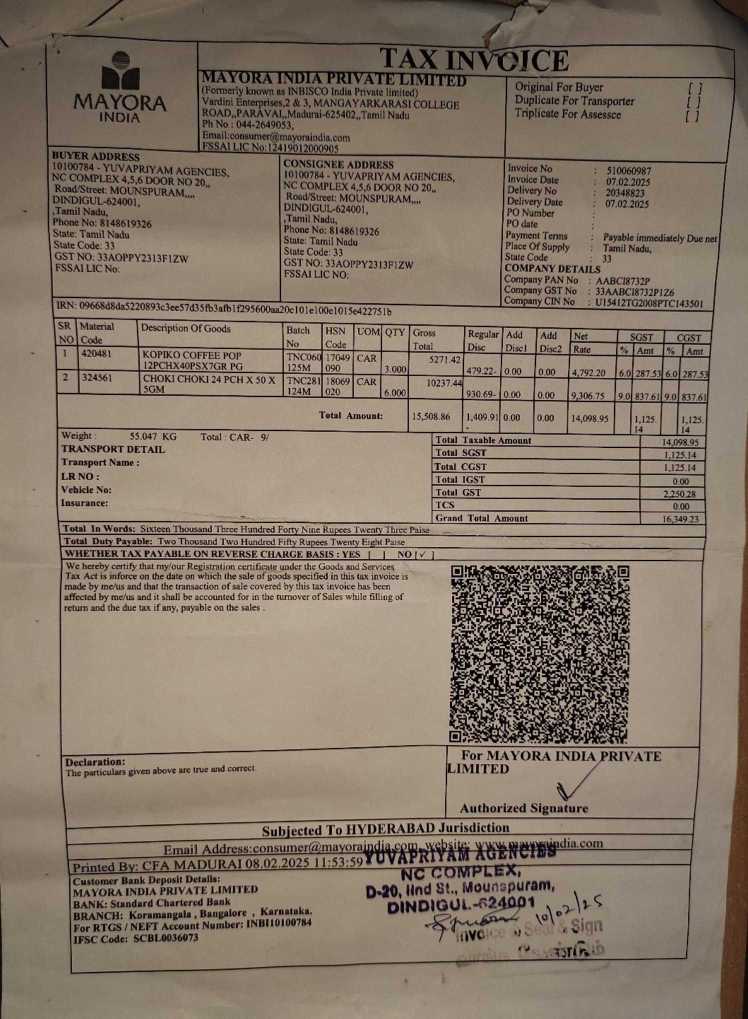 TAX INVOICE
MAYORA
INDIA
MAYORA INDIA PRIVATE LIMITED
(Formerly known as INBISCO India Private limited)
Vardini Enterprises,2 & 3, MANGAYARKARASI COLLEGE
ROAD,,PARAVAI,,Madurai-625402,,Tamil Nadu
Ph No : 044-2649053,
Email:consumer@mayoraindia.com
FSSAI LIC No:12419012000905
Original For Buyer [ ]
Duplicate For Transporter [ ]
Triplicate For Assessce [ ]
BUYER ADDRESS
10100784 - YUVAPRIYAM AGENCIES,
NC COMPLEX 4,5,6 DOOR NO 20,,
Road/Street: MOUNSPURAM,,,,
DINDIGUL-624001,
,Tamil Nadu,
Phone No: 8148619326
State: Tamil Nadu
State Code: 33
GST NO: 33AOPPY2313F1ZW
FSSAI LIC No:
CONSIGNEE ADDRESS
10100784 - YUVAPRIYAM AGENCIES,
NC COMPLEX 4,5,6 DOOR NO 20,,
Road/Street: MOUNSPURAM,,,,
DINDIGUL-624001,
,Tamil Nadu,
Phone No: 8148619326
State: Tamil Nadu
State Code: 33
GST NO: 33AOPPY2313F1ZW
FSSAI LIC NO:
Invoice No : 510060987
Invoice Date : 07.02.2025
Delivery No : 20348823
Delivery Date : 07.02.2025
PO Number :
PO date :
Payment Terms : Payable immediately Due net
Place Of Supply : Tamil Nadu,
State Code : 33
COMPANY DETAILS
Company PAN No : AABCI8732P
Company GST No : 33AABCI8732P1Z6
Company CIN No : U15412TG2008PTC143501
IRN: 09668d8da5220893c3ee57d35fb3afb1f295600aa20c101e100c1015e422751b
SR NO Material Code Description Of Goods Batch No HSN Code UOM QTY Gross Total Regular Disc Add Disc1 Add Disc2 Net Rate SGST % Amt CGST % Amt
1 420481 KOPIKO COFFEE POP 12PCHX40PSX7GR PG TNC060 125M 17049 090 CAR 3.000 5271.42 479.22- 0.00 0.00 4,792.20 6.0 287.53 6.0 287.53
2 324561 CHOKI CHOKI 24 PCH X 50 X 5GM TNC281 124M 18069 020 CAR 6.000 10237.44 930.69- 0.00 0.00 9,306.75 9.0 837.61 9.0 837.61
Total Amount: 15,508.86 1,409.91- 0.00 0.00 14,098.95 1,125.14 1,125.14
Weight : 55.047 KG Total : CAR- 9/
TRANSPORT DETAIL
Transport Name :
LR NO :
Vehicle No:
Insurance:
Total Taxable Amount 14,098.95
Total SGST 1,125.14
Total CGST 1,125.14
Total IGST 0.00
Total GST 2,250.28
TCS 0.00
Grand Total Amount 16,349.23
Total In Words: Sixteen Thousand Three Hundred Forty Nine Rupees Twenty Three Paise
Total Duty Payable: Two Thousand Two Hundred Fifty Rupees Twenty Eight Paise
WHETHER TAX PAYABLE ON REVERSE CHARGE BASIS : YES [ ] NO [✓]
We hereby certify that my/our Registration certificate under the Goods and Services
Tax Act is inforce on the date on which the sale of goods specified in this tax invoice is
made by me/us and that the transaction of sale covered by this tax invoice has been
affected by me/us and it shall be accounted for in the turnover of Sales while filling of
return and the due tax if any, payable on the sales .
Declaration:
The particulars given above are true and correct
For MAYORA INDIA PRIVATE
LIMITED
Authorized Signature
Subjected To HYDERABAD Jurisdiction
Email Address:consumer@mayoraindia.com, website: www.mayoraindia.com
Printed By: CFA MADURAI 08.02.2025 11:53:59
Customer Bank Deposit Details:
MAYORA INDIA PRIVATE LIMITED
BANK: Standard Chartered Bank
BRANCH: Koramangala , Bangalore , Karnataka.
For RTGS / NEFT Account Number: INBI10100784
IFSC Code: SCBL0036073
YUVAPRIYAM AGENCIES
NC COMPLEX,
D-20, IInd St., Mounspuram,
DINDIGUL-624001
10/02/25
Invoice Seal & Sign